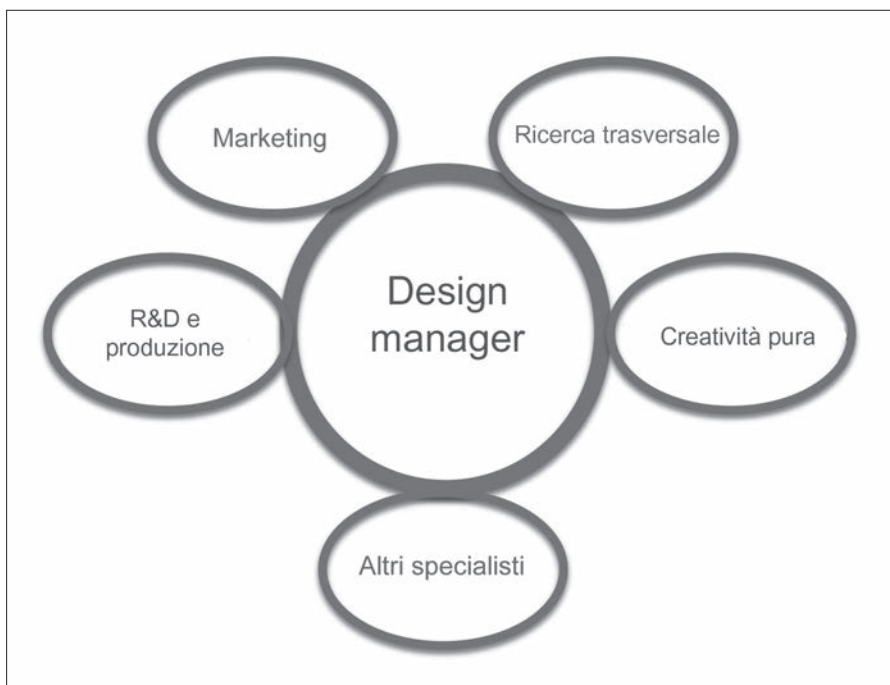 Marketing
Ricerca trasversale
Design
manager
R&D e
produzione
Creatività pura
Altri specialisti